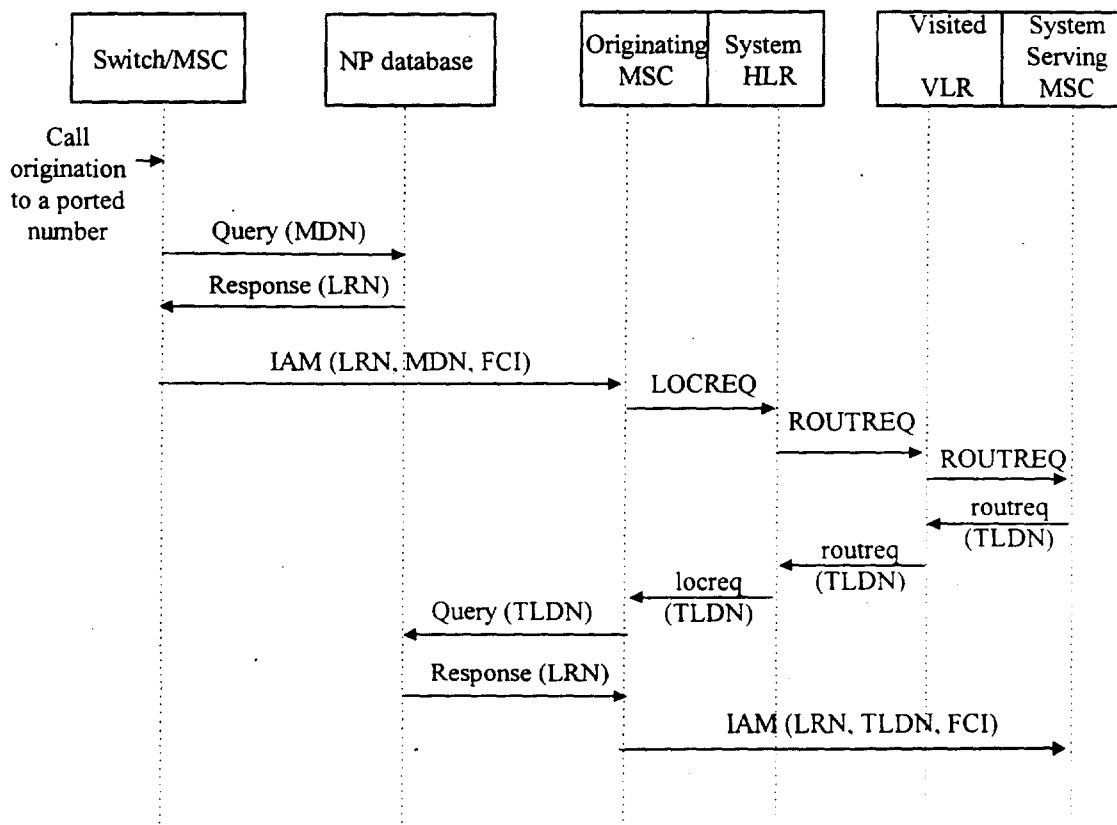 Switch/MSC
NP database
Originating System
MSC HLR
Visited System
Serving
VLR MSC
Call
origination
to a ported
number
Query (MDN)
Response (LRN)
IAM (LRN, MDN, FCI)
LOCREQ
ROUTREQ
ROUTREQ
routreq
(TLDN)
routreq
(TLDN)
locreq
(TLDN)
Query (TLDN)
Response (LRN)
IAM (LRN, TLDN, FCI)